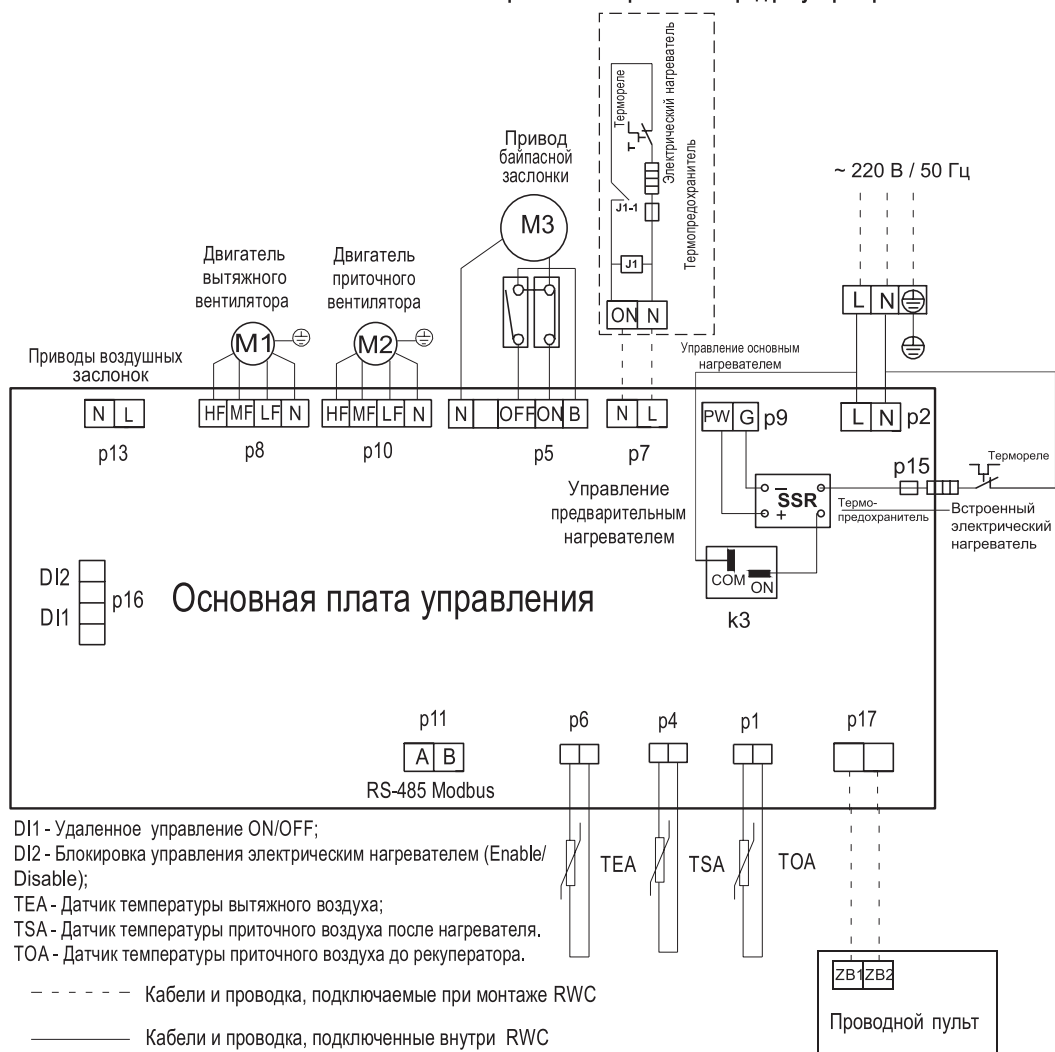 Термореле
Электрический нагреватель
Термопредохранитель
J1-1
J1
ON N
Привод
байпасной
заслонки
M3
~ 220 В / 50 Гц
L N
Двигатель
вытяжного
вентилятора
M1
Двигатель
приточного
вентилятора
M2
Приводы воздушных
заслонок
Управление основным
нагревателем
N L
p13
HF MF LF N
p8
HF MF LF N
p10
N OFF ON B
p5
N L
p7
PW G p9
L N p2
Управление
предварительным
нагревателем
– SSR +
p15
Термореле
Термо-
предохранитель
Встроенный
электрический
нагреватель
COM ON
k3
DI2
DI1
p16
Основная плата управления
p11
A B
RS-485 Modbus
p6
p4
p1
p17
TEA
TSA
TOA
DI1 - Удаленное управление ON/OFF;
DI2 - Блокировка управления электрическим нагревателем (Enable/
Disable);
TEA - Датчик температуры вытяжного воздуха;
TSA - Датчик температуры приточного воздуха после нагревателя.
TOA - Датчик температуры приточного воздуха до рекуператора.
Кабели и проводка, подключаемые при монтаже RWC
Кабели и проводка, подключенные внутри RWC
ZB1 ZB2
Проводной пульт